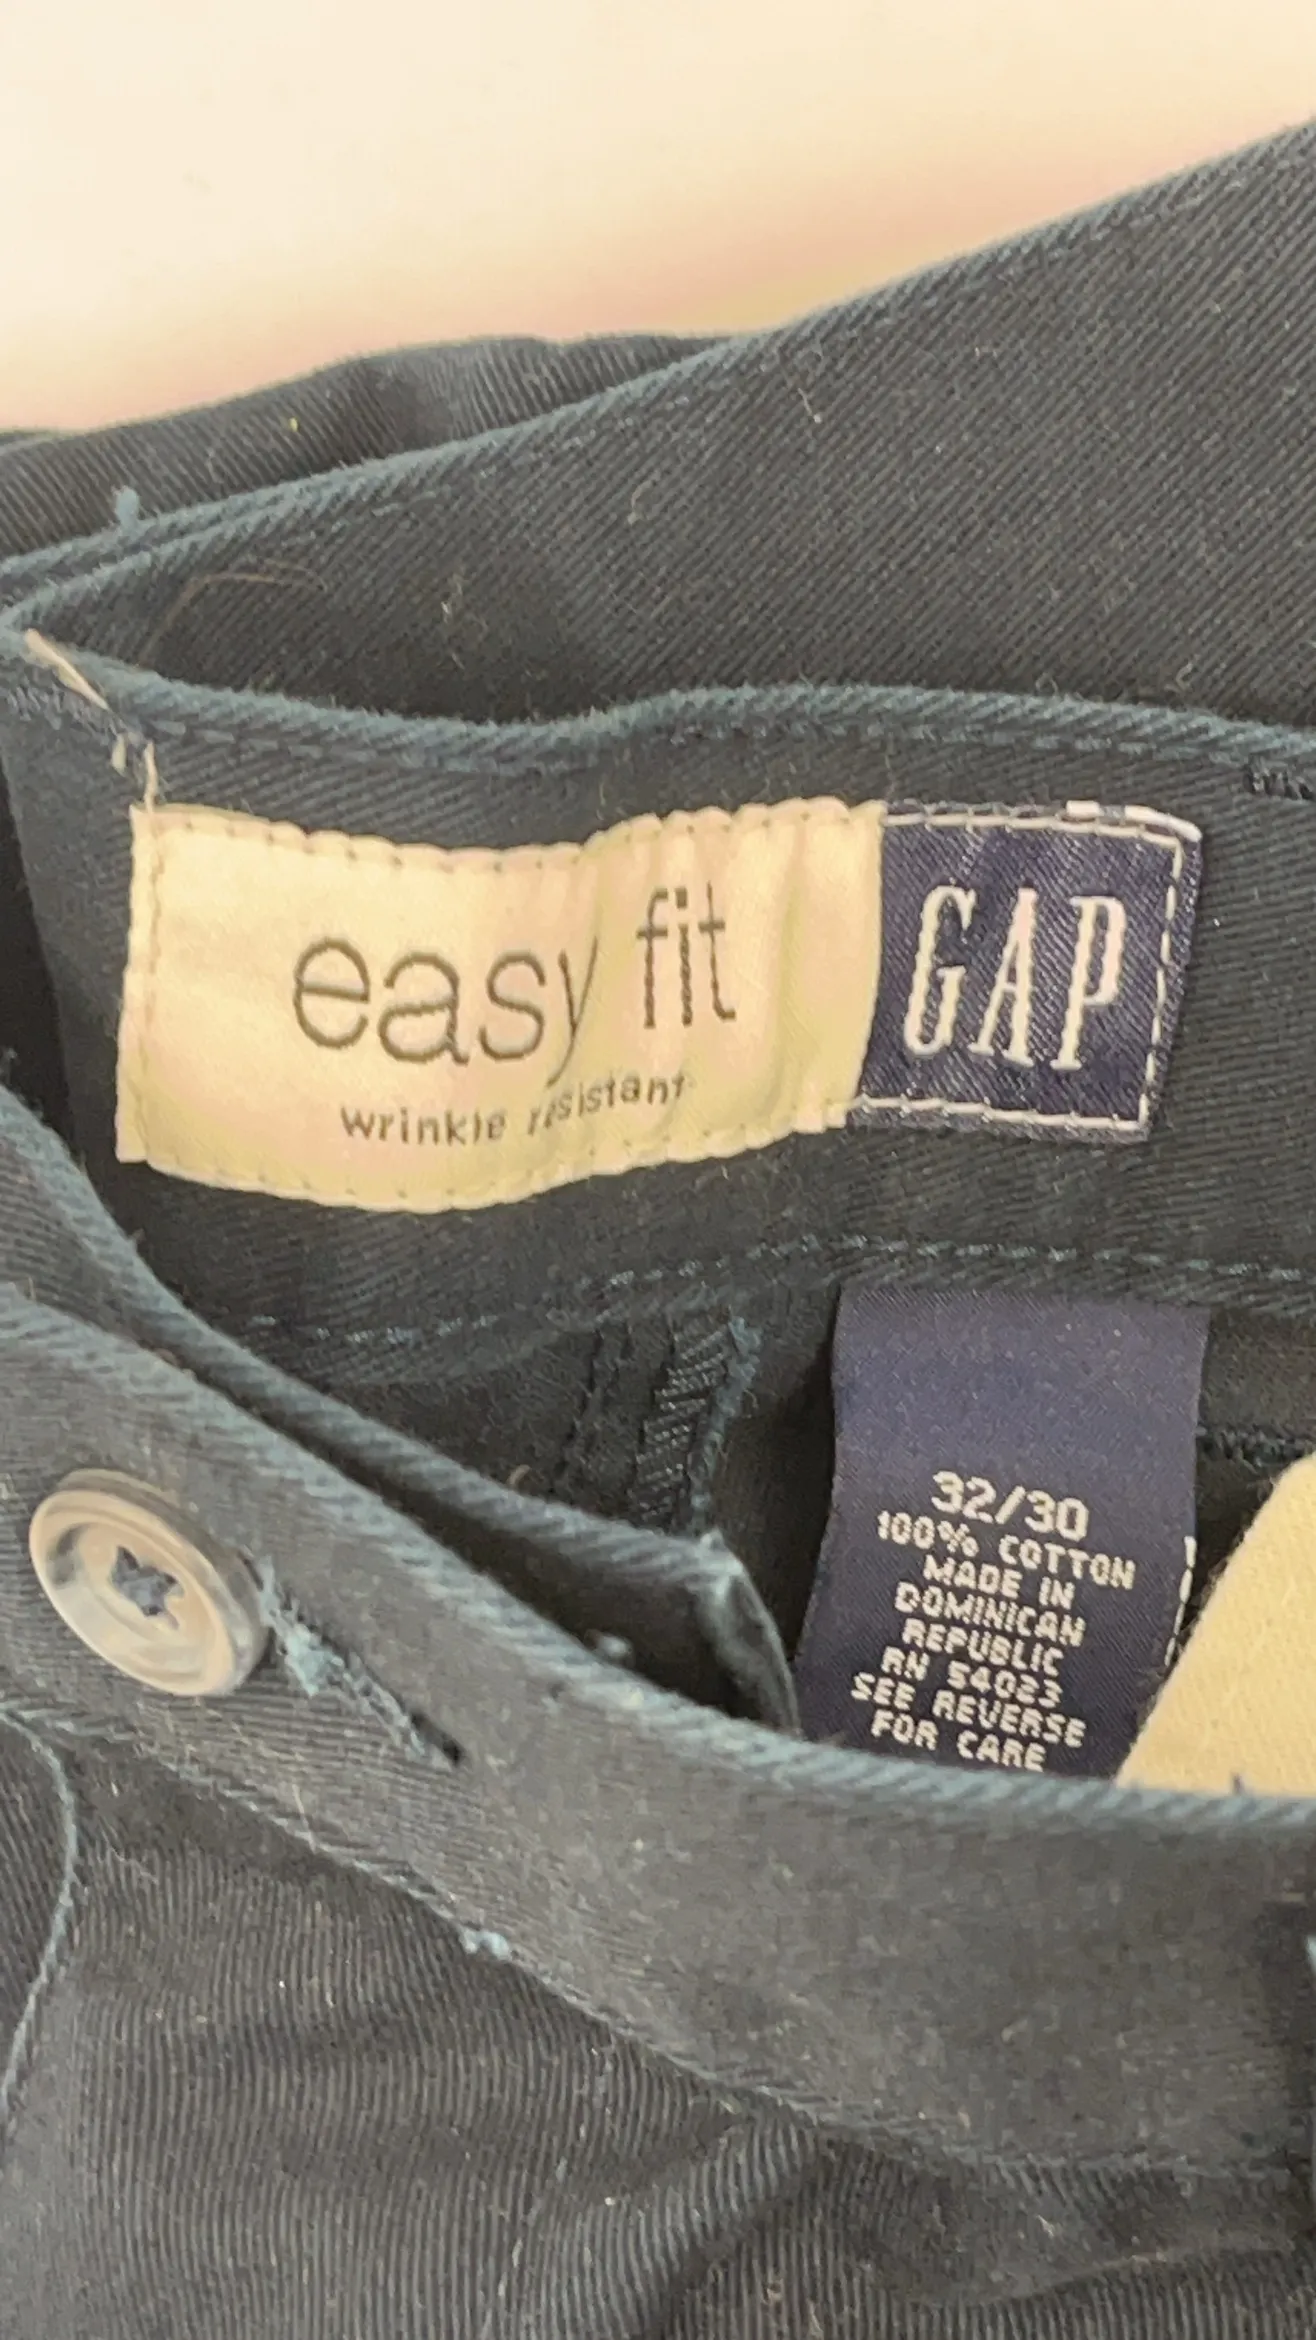 easy fit
wrinkle resistant
GAP
32/30
100% COTTON
MADE IN
DOMINICAN
REPUBLIC
RN 54023
SEE REVERSE
FOR CARE